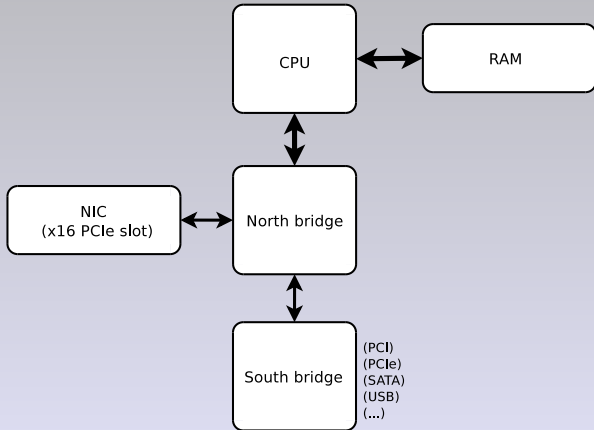 CPU
RAM
NIC
(x16 PCIe slot)
North bridge
South bridge
(PCI)
(PCIe)
(SATA)
(USB)
(...)